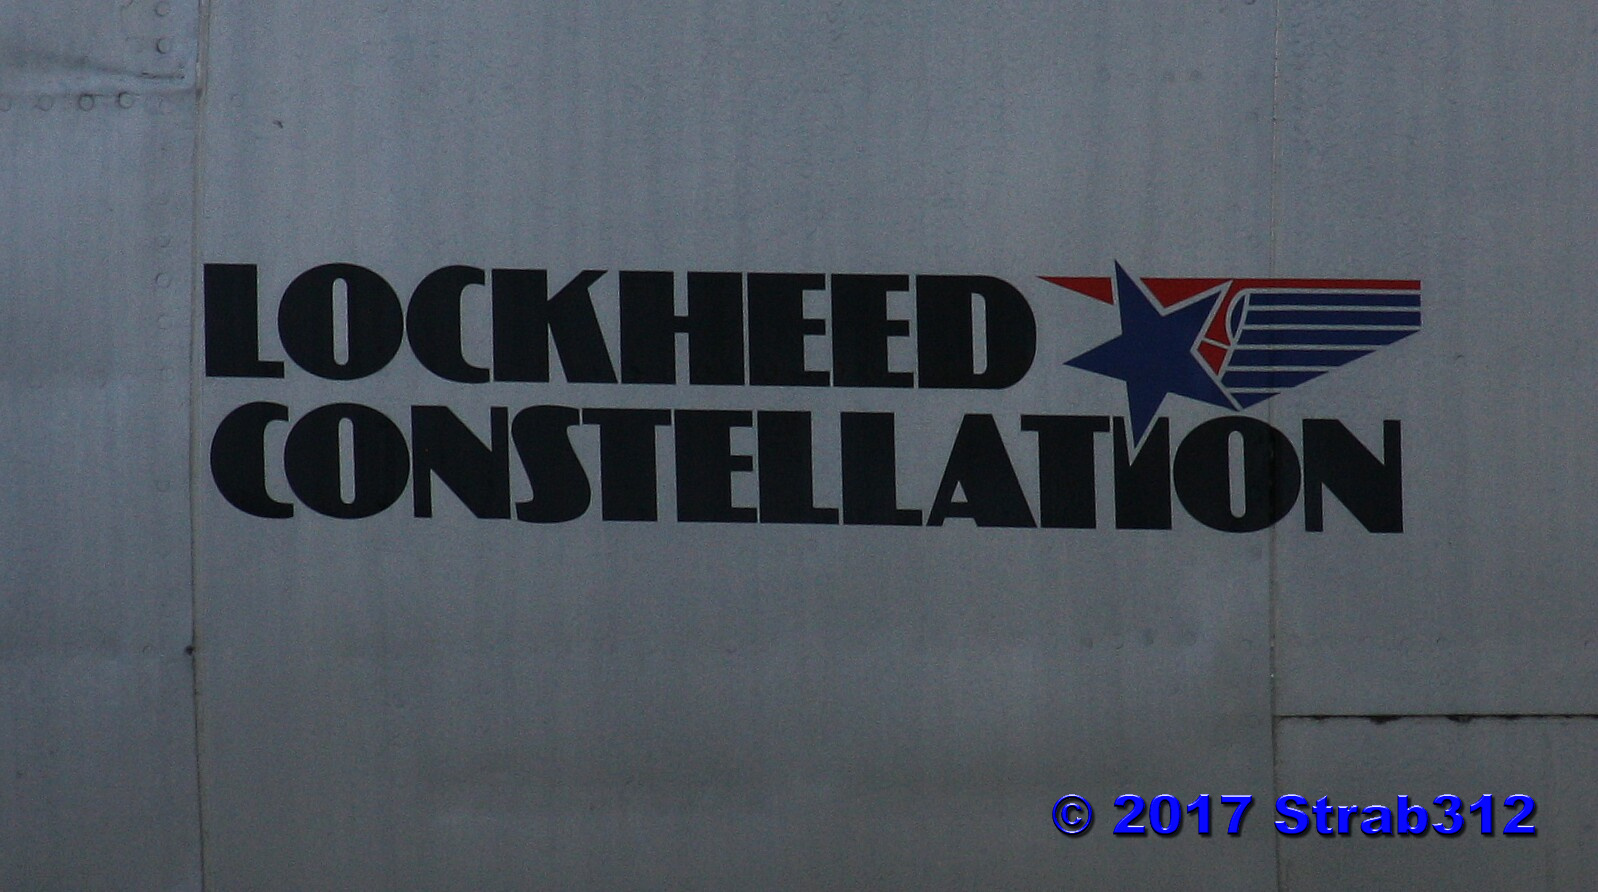 LOCKHEED
CONSTELLATION
© 2017 Strab312